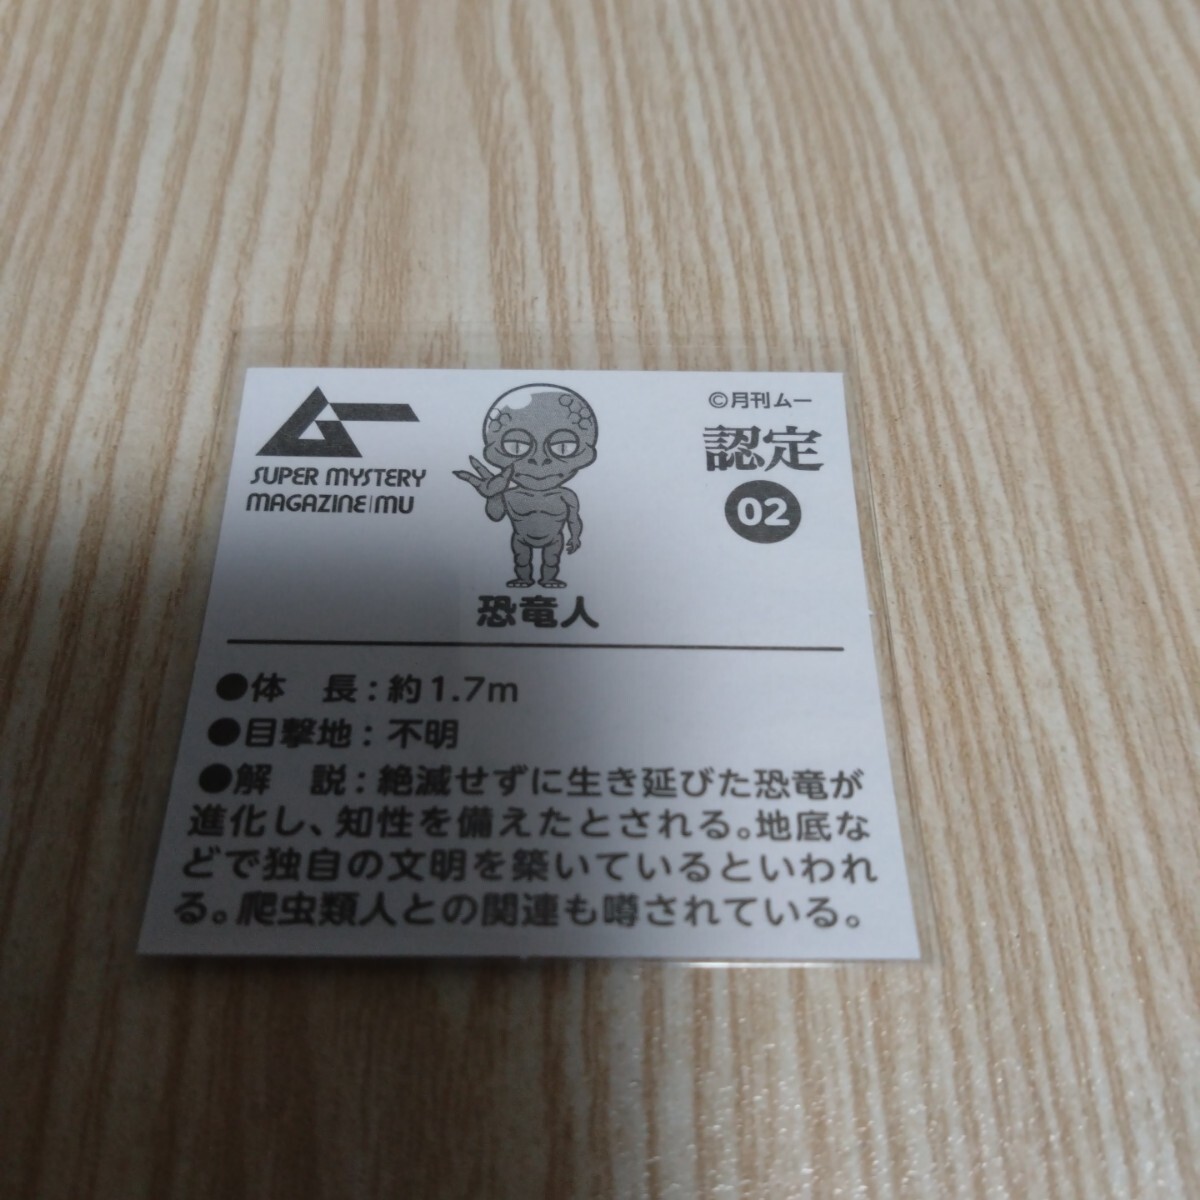 ムー
SUPER MYSTERY
MAGAZINE|MU
©月刊ムー
認定
02
恐竜人
●体　長：約1.7m
●目撃地：不明
●解　説：絶滅せずに生き延びた恐竜が
進化し、知性を備えたとされる。地底な
どで独自の文明を築いているといわれ
る。爬虫類人との関連も噂されている。